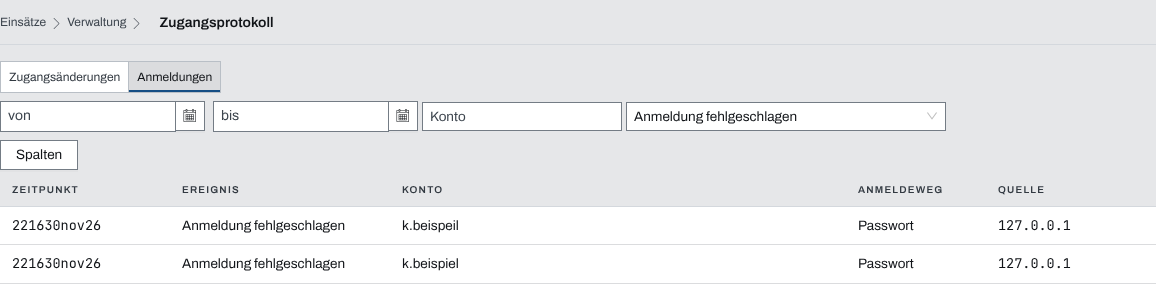 Einsätze Verwaltung Zugangsprotokoll
Zugangsänderungen Anmeldungen
von bis Konto Anmeldung fehlgeschlagen
Spalten
ZEITPUNKT EREIGNIS KONTO ANMELDEWEG QUELLE
221630nov26 Anmeldung fehlgeschlagen k.beispeil Passwort 127.0.0.1
221630nov26 Anmeldung fehlgeschlagen k.beispiel Passwort 127.0.0.1